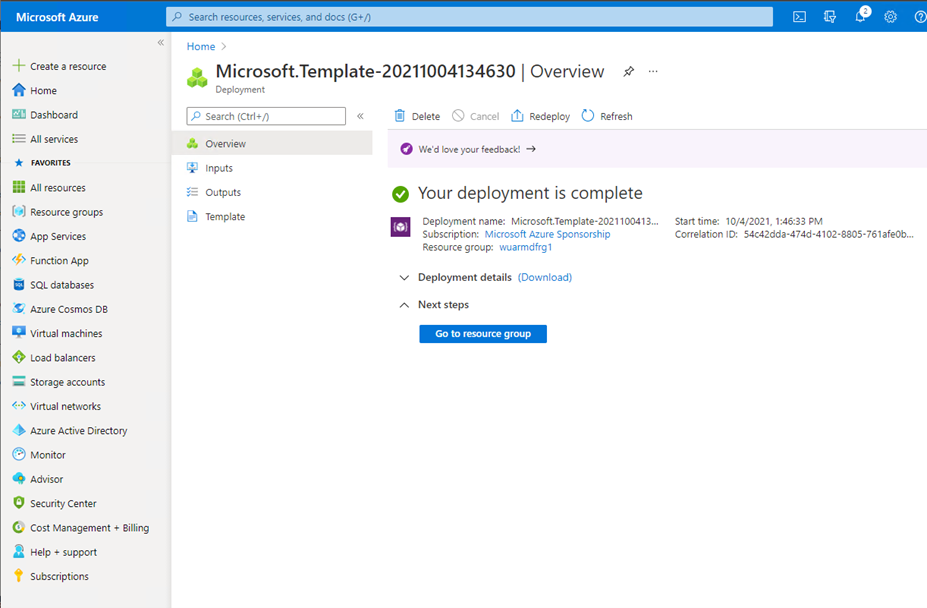 Microsoft Azure
Search resources, services, and docs (G+/)
2
Create a resource
Home
Dashboard
All services
FAVORITES
All resources
Resource groups
App Services
Function App
SQL databases
Azure Cosmos DB
Virtual machines
Load balancers
Storage accounts
Virtual networks
Azure Active Directory
Monitor
Advisor
Security Center
Cost Management + Billing
Help + support
Subscriptions
Home
Microsoft.Template-20211004134630 | Overview
Deployment
Search (Ctrl+/)
Overview
Inputs
Outputs
Template
Delete
Cancel
Redeploy
Refresh
We'd love your feedback!
Your deployment is complete
Deployment name: Microsoft.Template-2021100413...
Subscription: Microsoft Azure Sponsorship
Resource group: wuarmdfrg1
Start time: 10/4/2021, 1:46:33 PM
Correlation ID: 54c42dda-474d-4102-8805-761afe0b...
Deployment details (Download)
Next steps
Go to resource group